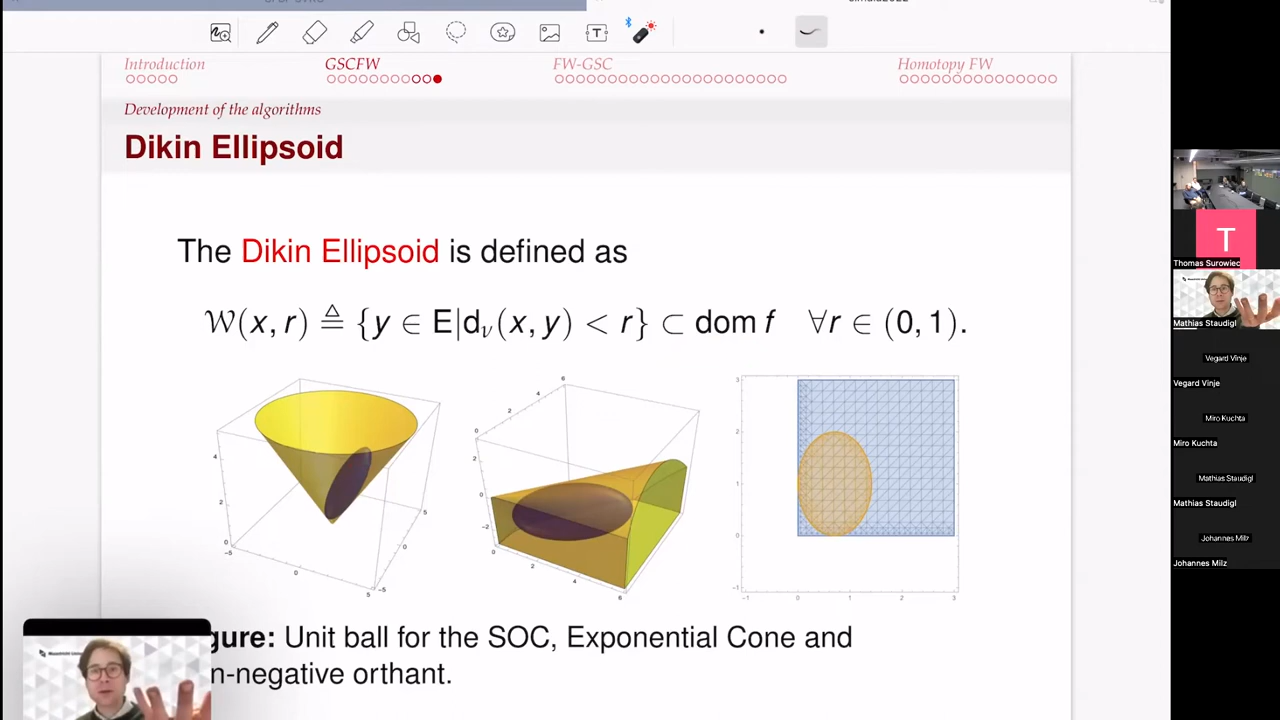 Introduction
GSCFW
FW-GSC
Homotopy FW
Development of the algorithms
Dikin Ellipsoid
The Dikin Ellipsoid is defined as
𝒲(x, r) ≜ {y ∈ E|d_ν(x, y) < r} ⊂ dom f ∀r ∈ (0, 1).
gure: Unit ball for the SOC, Exponential Cone and
n-negative orthant.
T
Thomas Surowiec
Mathias Staudigl
Vegard Vinje
Vegard Vinje
Miro Kuchta
Miro Kuchta
Mathias Staudigl
Mathias Staudigl
Johannes Milz
Johannes Milz